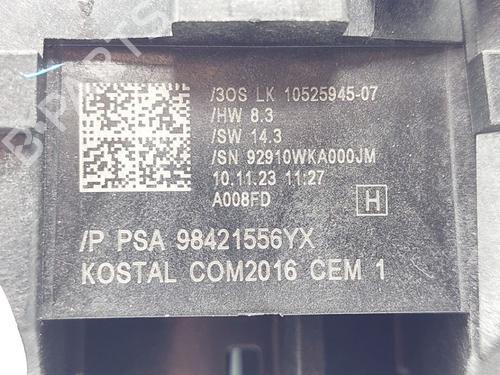 /3OS LK 10525945-07
/HW 8.3
/SW 14.3
/SN 92910WKA000JM
10.11.23 11:27
A008FD
H
/P PSA 98421556YX
KOSTAL COM2016 CEM 1
B-PARTS